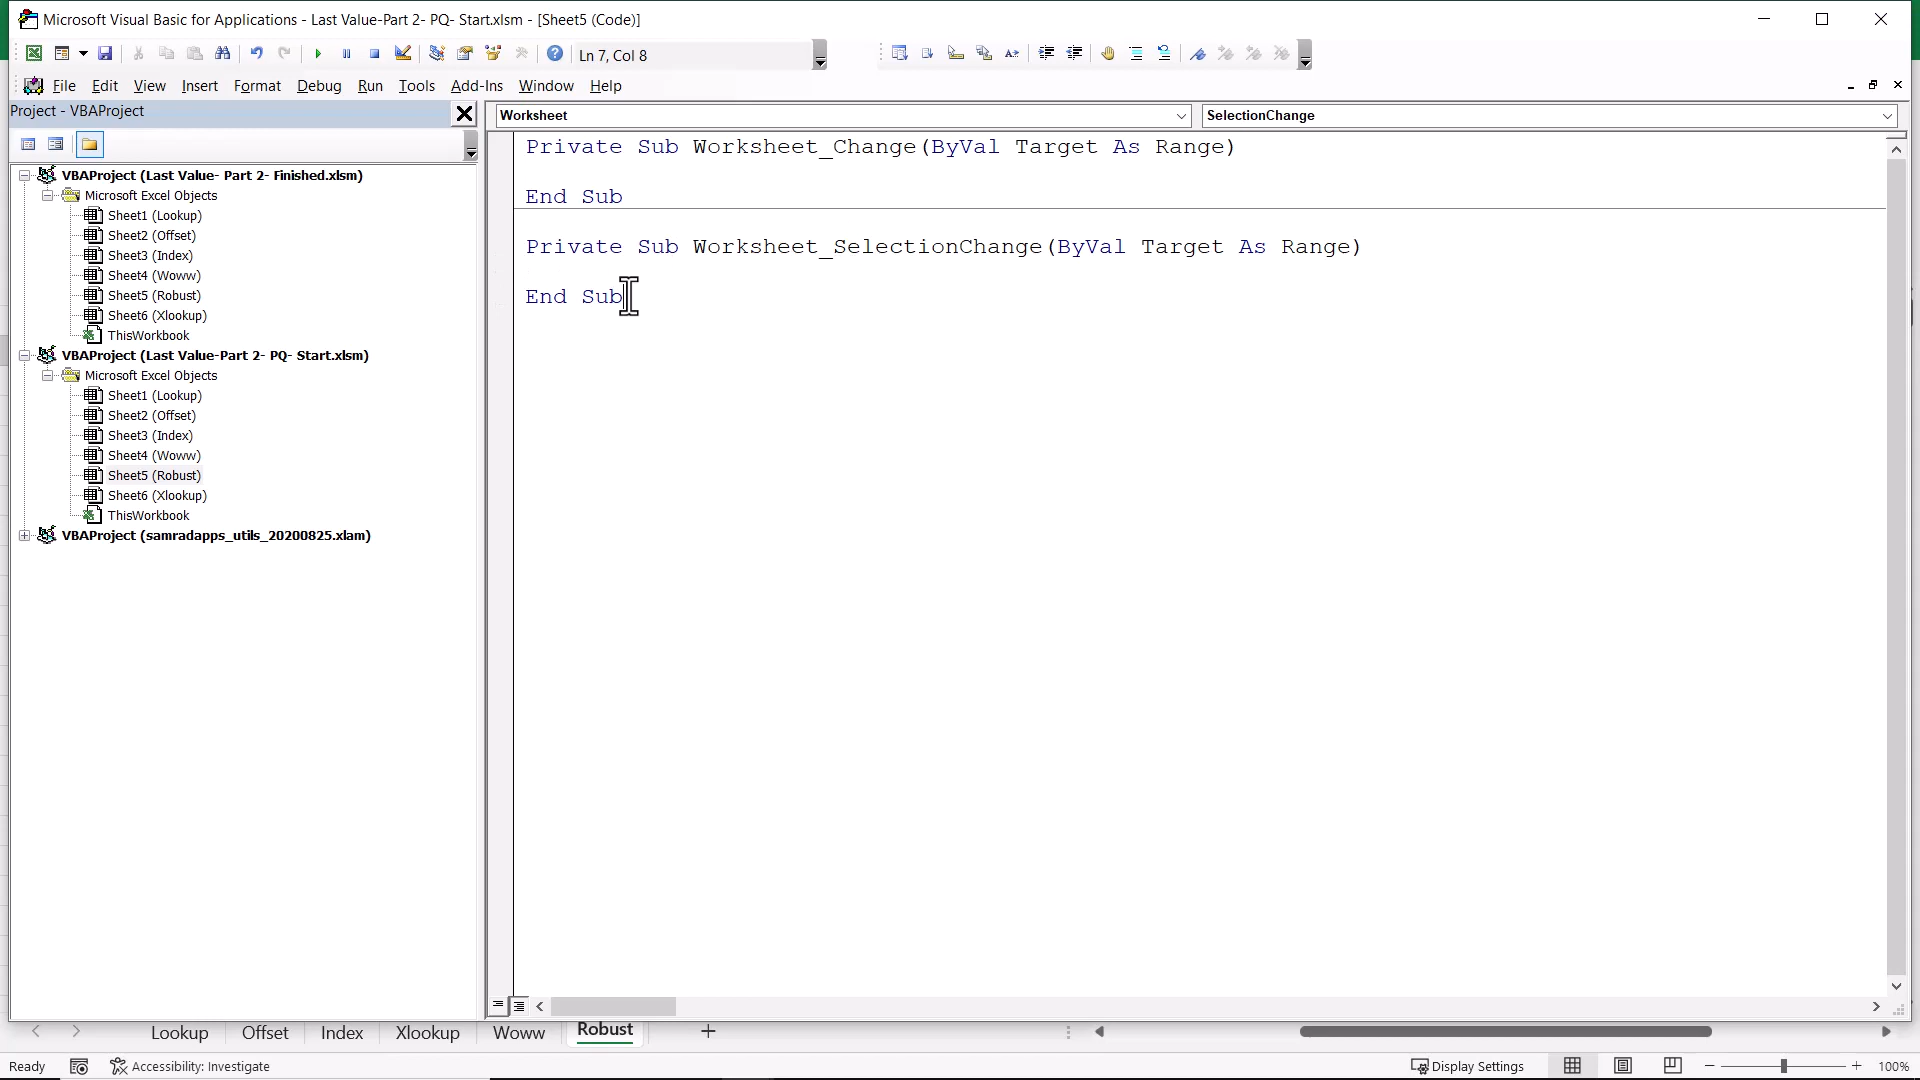 Microsoft Visual Basic for Applications - Last Value-Part 2- PQ- Start.xlsm - [Sheet5 (Code)]
Ln 7, Col 8
File Edit View Insert Format Debug Run Tools Add-Ins Window Help
Project - VBAProject
Worksheet SelectionChange
VBAProject (Last Value- Part 2- Finished.xlsm)
Microsoft Excel Objects
Sheet1 (Lookup)
Sheet2 (Offset)
Sheet3 (Index)
Sheet4 (Woww)
Sheet5 (Robust)
Sheet6 (Xlookup)
ThisWorkbook
VBAProject (Last Value-Part 2- PQ- Start.xlsm)
Microsoft Excel Objects
Sheet1 (Lookup)
Sheet2 (Offset)
Sheet3 (Index)
Sheet4 (Woww)
Sheet5 (Robust)
Sheet6 (Xlookup)
ThisWorkbook
VBAProject (samradapps_utils_20200825.xlam)
Private Sub Worksheet_Change(ByVal Target As Range)
End Sub
Private Sub Worksheet_SelectionChange(ByVal Target As Range)
End Sub
Lookup Offset Index Xlookup Woww Robust
Ready Accessibility: Investigate Display Settings 100%